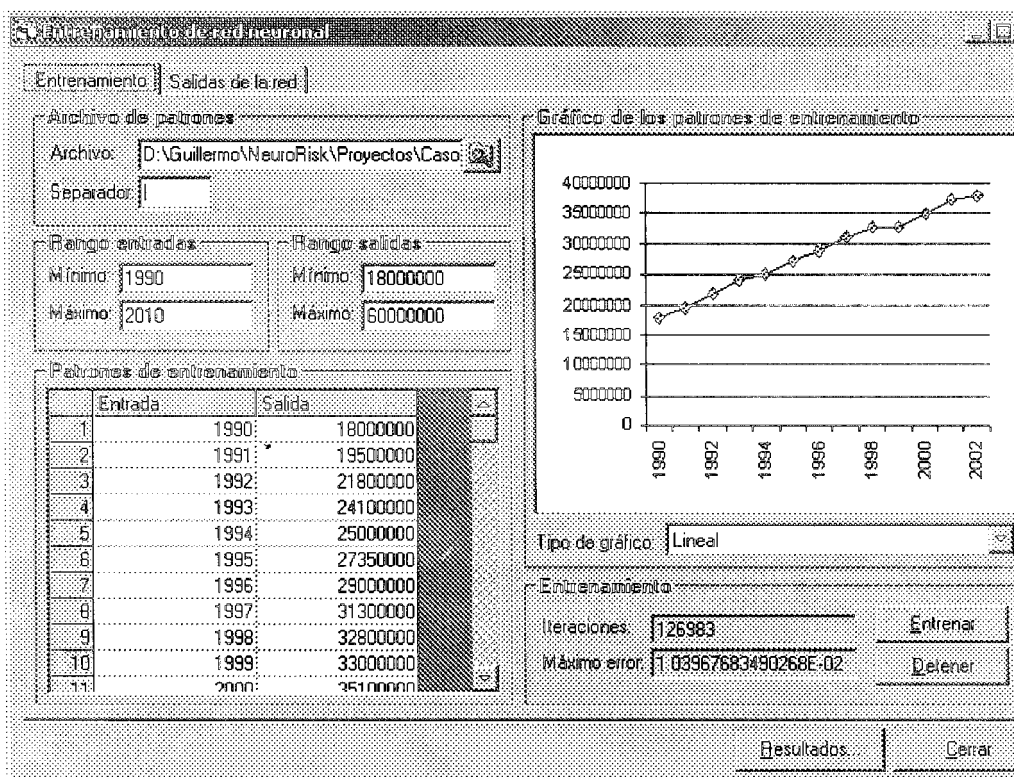 Entrenamiento de red neuronal
Entrenamiento
Salidas de la red
Archivo de patrones
Archivo: D:\Guillermo\NeuroRisk\Proyectos\Caso
Separador: |
Rango entradas
Mínimo: 1990
Máximo: 2010
Rango salidas
Mínimo: 18000000
Máximo: 60000000
Patrones de entrenamiento
Entrada Salida
1 1990 18000000
2 1991 19500000
3 1992 21800000
4 1993 24100000
5 1994 25000000
6 1995 27350000
7 1996 29000000
8 1997 31300000
9 1998 32800000
10 1999 33000000
11 2000 35100000
Gráfico de los patrones de entrenamiento
40000000
35000000
30000000
25000000
20000000
15000000
10000000
5000000
0
1990 1992 1994 1996 1998 2000 2002
Tipo de gráfico: Lineal
Entrenamiento
Iteraciones: 126983
Máximo error: 1.03967683490268E-02
Entrenar
Detener
Resultados...
Cerrar